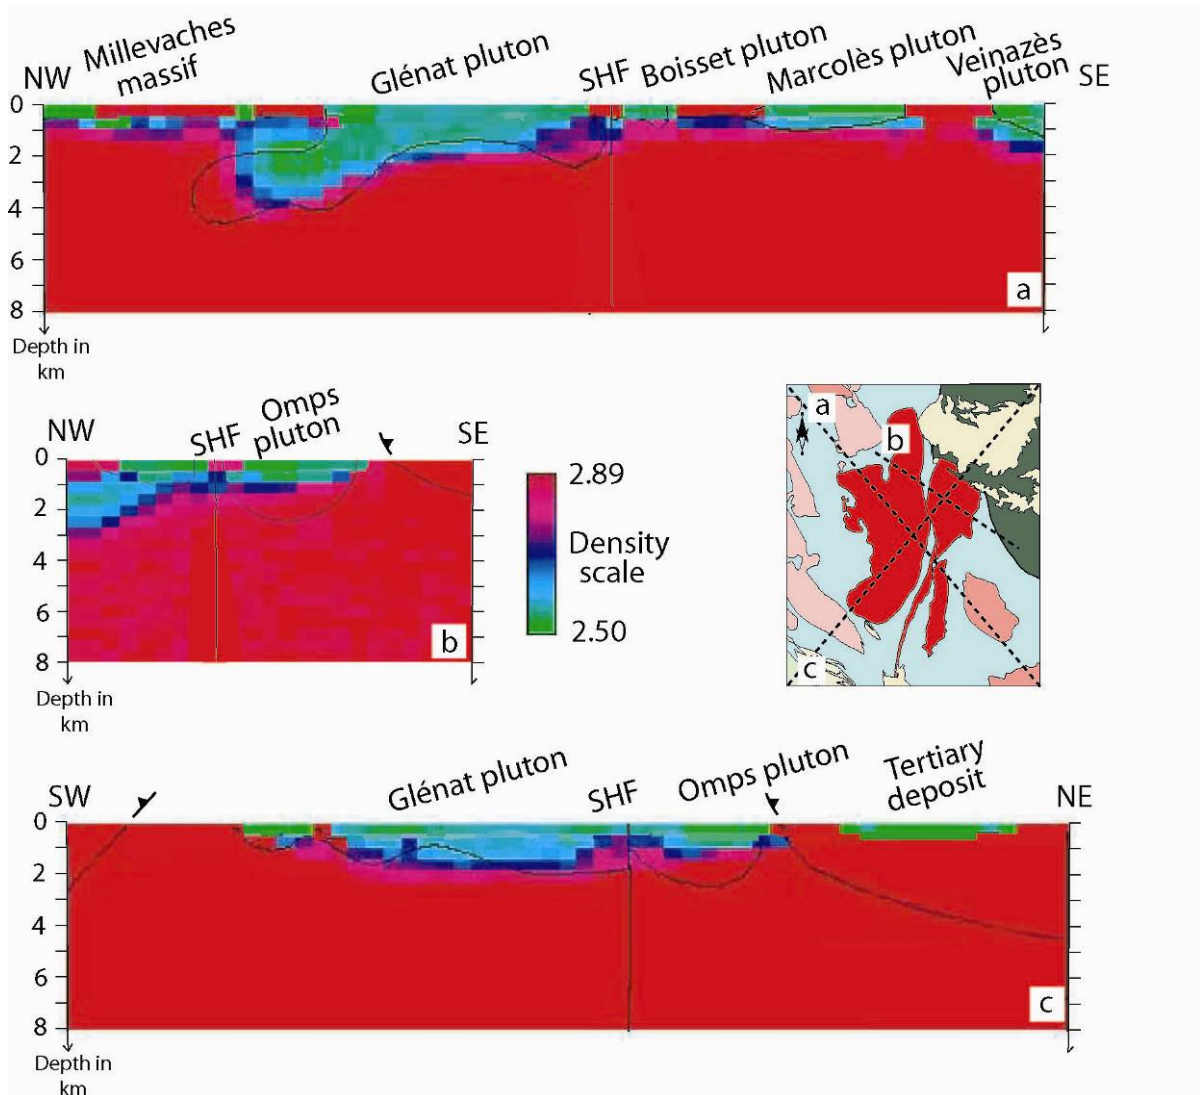 NW
Millevaches
massif
Glénat pluton
SHF
Boisset pluton
Marcolès pluton
Veinazès
pluton
SE
0
2
4
6
8
a
Depth in
km
NW
SHF
Omps
pluton
SE
0
2
4
6
8
b
Depth in
km
2.89
Density
scale
2.50
a
b
c
SW
Glénat pluton
SHF
Omps pluton
Tertiary
deposit
NE
0
2
4
6
8
c
Depth in
km